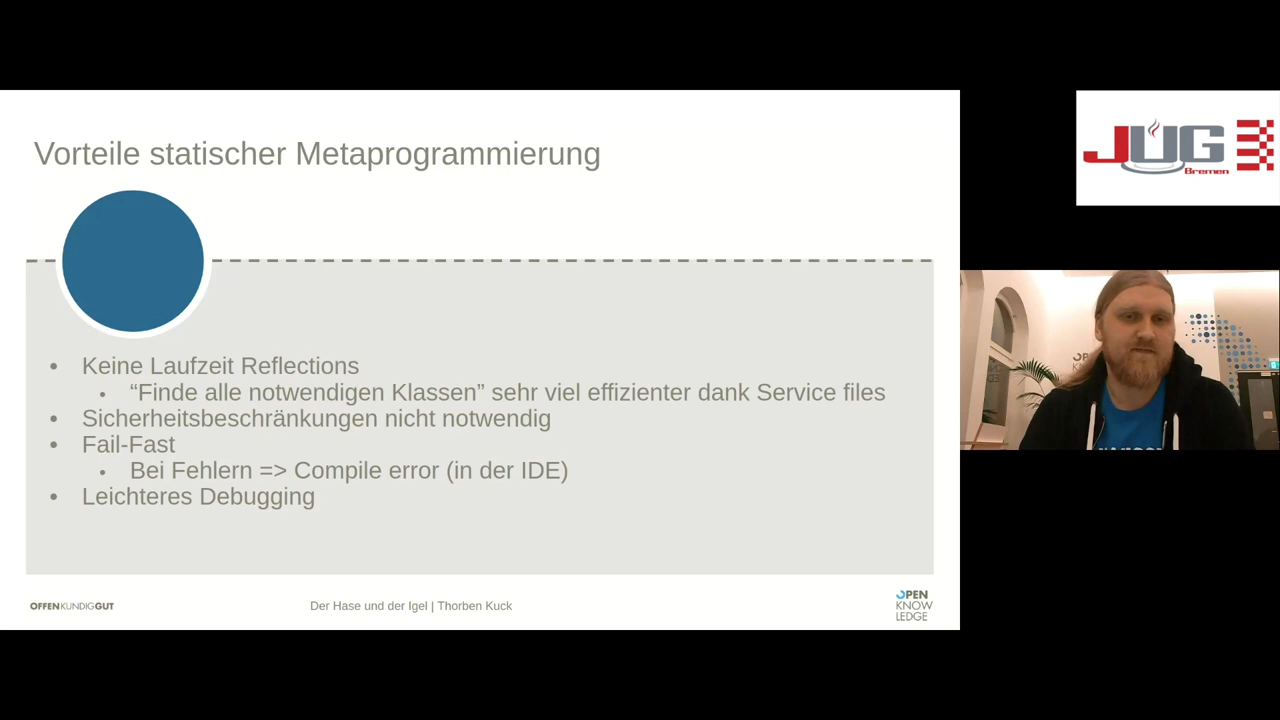 Vorteile statischer Metaprogrammierung
• Keine Laufzeit Reflections
• “Finde alle notwendigen Klassen” sehr viel effizienter dank Service files
• Sicherheitsbeschränkungen nicht notwendig
• Fail-Fast
• Bei Fehlern => Compile error (in der IDE)
• Leichteres Debugging
OFFENKUNDIGGUT
Der Hase und der Igel | Thorben Kuck
OPEN
KNOW
LEDGE
JUG
Bremen